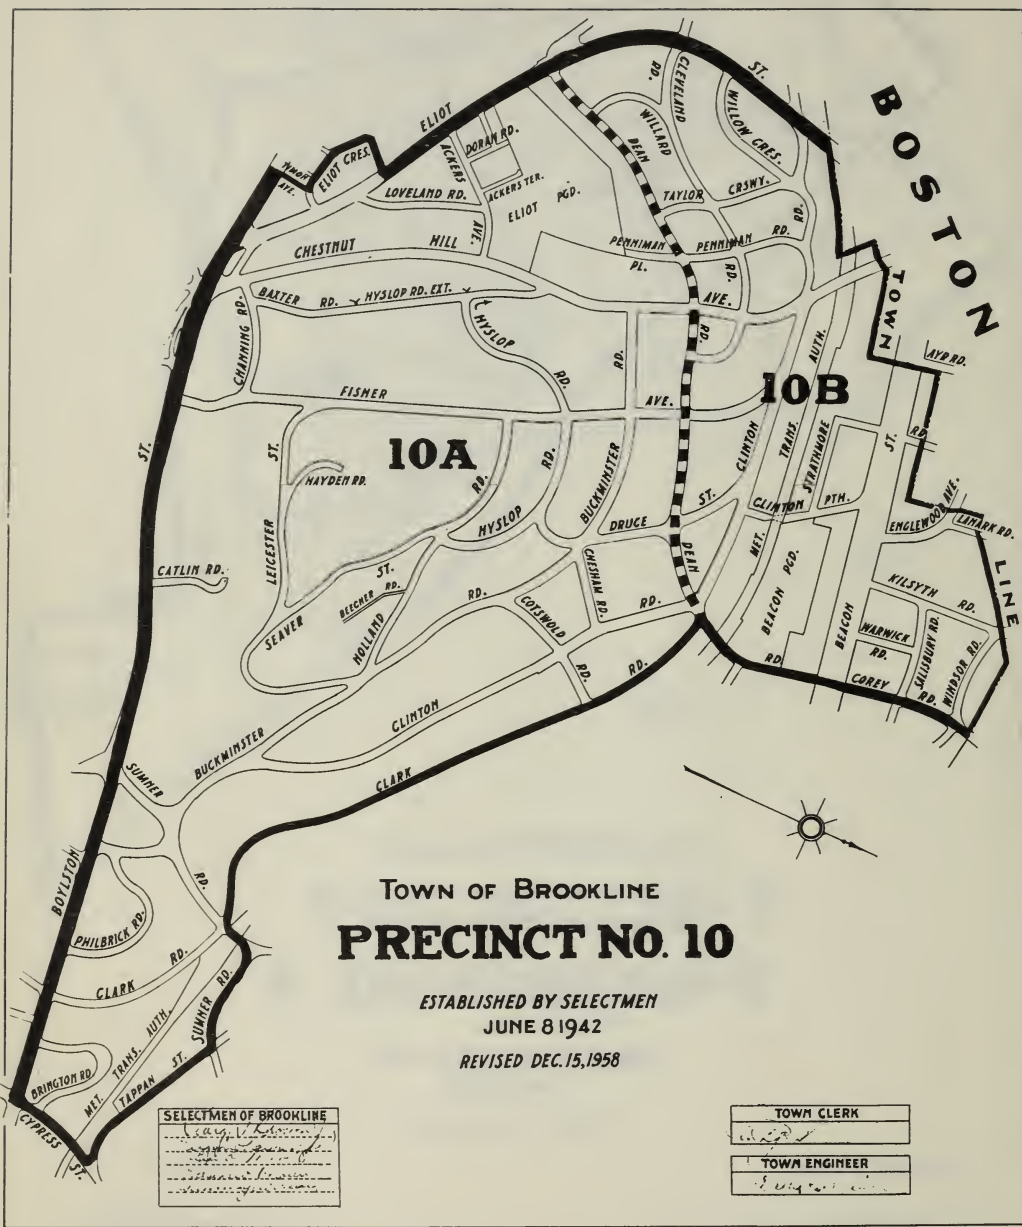 BOSTON
TOWN
LINE
ST.
ELIOT
ELIOT CRES.
AVE.
DORAN RD.
ACKERS
AVE.
ACKERS TER.
LOVELAND RD.
ELIOT PGD.
CHESTNUT HILL
AVE.
RD.
CLEVELAND
WILLARD
DEAN
RD.
WILLOW CRES.
TAYLOR
CRSWY.
RD.
PENNIMAN
PL.
PENNIMAN
RD.
RD.
BAXTER RD.
HYSLOP RD. EXT.
CHANNING RD.
HYSLOP
RD.
RD.
FISHER
AVE.
10A
10B
AYR RD.
ST.
RD
HAYDEN RD.
LEICESTER
ST.
RD.
HYSLOP
RD.
BUCKMINSTER
RD.
DRUCE
ST.
DEAN
CLINTON
MET.
TRANS.
AUTH.
STRATHMORE
CLINTON
PTH.
ENGLEWOOD AVE.
LANARK RD.
ST.
CATLIN RD.
SEAVER
ST.
BEECHER RD.
HOLLAND
RD.
CHESHAM RD.
COTSWOLD
RD.
RD.
RD.
BEACON PGD.
BEACON
KILSYTH
RD.
WARWICK
RD.
SALISBURY RD.
WINDSOR RD.
RD
COREY
RD.
CLINTON
BUCKMINSTER
CLARK
SUMNER
RD.
BOYLSTON
PHILBRICK RD.
CLARK
RD.
MET. TRANS. AUTH.
SUMNER RD.
TAPPAN ST.
BRINGTON RD
CYPRESS
ST.
TOWN OF BROOKLINE
PRECINCT NO. 10
ESTABLISHED BY SELECTMEN
JUNE 8 1942
REVISED DEC. 15, 1958
SELECTMEN OF BROOKLINE
TOWN CLERK
TOWN ENGINEER